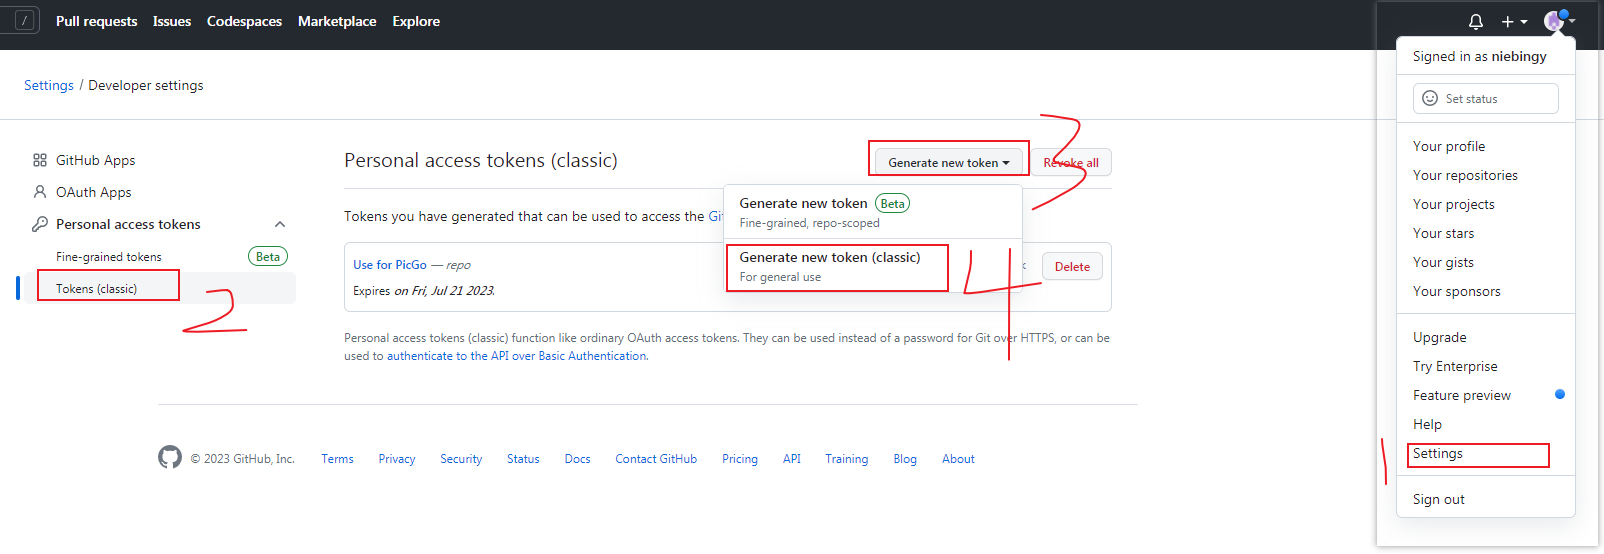 / Pull requests Issues Codespaces Marketplace Explore
Settings / Developer settings
GitHub Apps
OAuth Apps
Personal access tokens
Fine-grained tokens Beta
Tokens (classic)
2
Personal access tokens (classic)
Generate new token
Revoke all
3
Tokens you have generated that can be used to access the Git
Generate new token Beta
Fine-grained, repo-scoped
Generate new token (classic)
For general use
4
Use for PicGo — repo
Delete
Expires on Fri, Jul 21 2023.
Personal access tokens (classic) function like ordinary OAuth access tokens. They can be used instead of a password for Git over HTTPS, or can be
used to authenticate to the API over Basic Authentication.
© 2023 GitHub, Inc. Terms Privacy Security Status Docs Contact GitHub Pricing API Training Blog About
Signed in as niebingy
Set status
Your profile
Your repositories
Your projects
Your stars
Your gists
Your sponsors
Upgrade
Try Enterprise
Feature preview
Help
1
Settings
Sign out